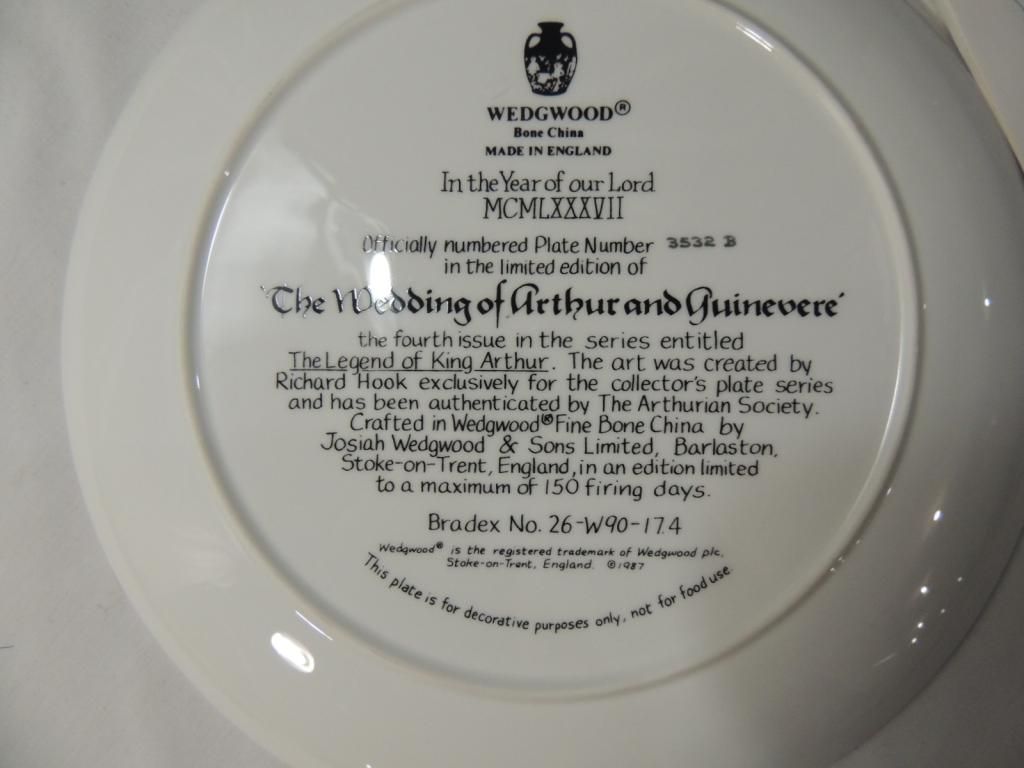 WEDGWOOD®
Bone China
MADE IN ENGLAND
In the Year of our Lord
MCMLXXXVII
Officially numbered Plate Number 3532 B
in the limited edition of
'The Wedding of Arthur and Guinevere'
the fourth issue in the series entitled
The Legend of King Arthur. The art was created by
Richard Hook exclusively for the collector's plate series
and has been authenticated by The Arthurian Society.
Crafted in Wedgwood® Fine Bone China by
Josiah Wedgwood & Sons Limited, Barlaston,
Stoke-on-Trent, England, in an edition limited
to a maximum of 150 firing days.
Bradex No. 26-W90-17.4
Wedgwood® is the registered trademark of Wedgwood plc,
Stoke-on-Trent, England. ©1987
This plate is for decorative purposes only, not for food use.